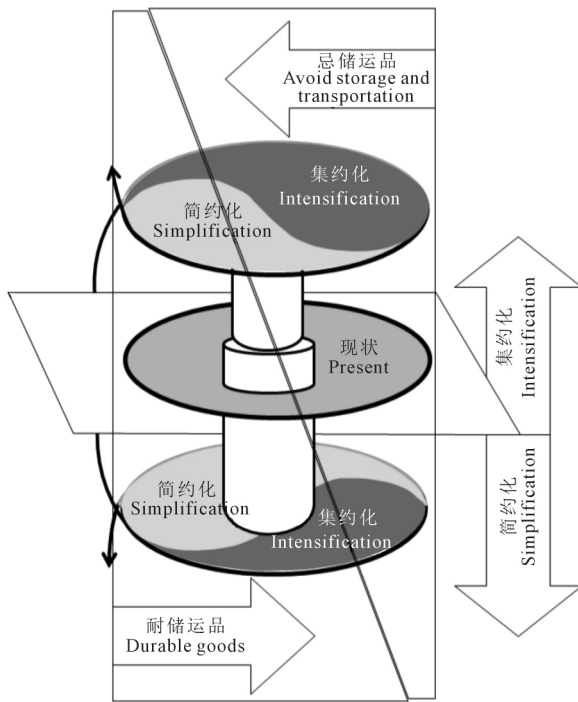 忌储运品
Avoid storage and
transportation
集约化
Intensification
简约化
Simplification
现状
Present
集约化
Intensification
简约化
Simplification
集约化
Intensification
简约化
Simplification
耐储运品
Durable goods